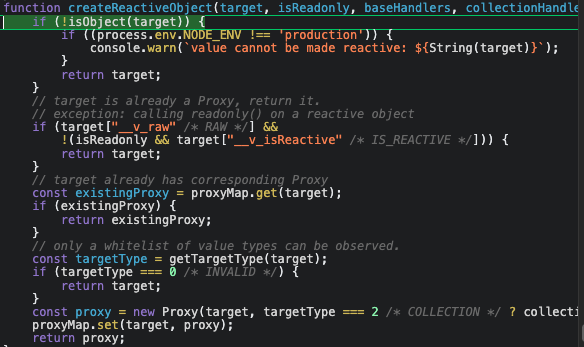 function createReactiveObject(target, isReadonly, baseHandlers, collectionHandle
if (!isObject(target)) {
if ((process.env.NODE_ENV !== 'production')) {
console.warn(`value cannot be made reactive: ${String(target)}`);
}
return target;
}
// target is already a Proxy, return it.
// exception: calling readonly() on a reactive object
if (target["__v_raw" /* RAW */] &&
!(isReadonly && target["__v_isReactive" /* IS_REACTIVE */])) {
return target;
}
// target already has corresponding Proxy
const existingProxy = proxyMap.get(target);
if (existingProxy) {
return existingProxy;
}
// only a whitelist of value types can be observed.
const targetType = getTargetType(target);
if (targetType === 0 /* INVALID */) {
return target;
}
const proxy = new Proxy(target, targetType === 2 /* COLLECTION */ ? collecti
proxyMap.set(target, proxy);
return proxy;